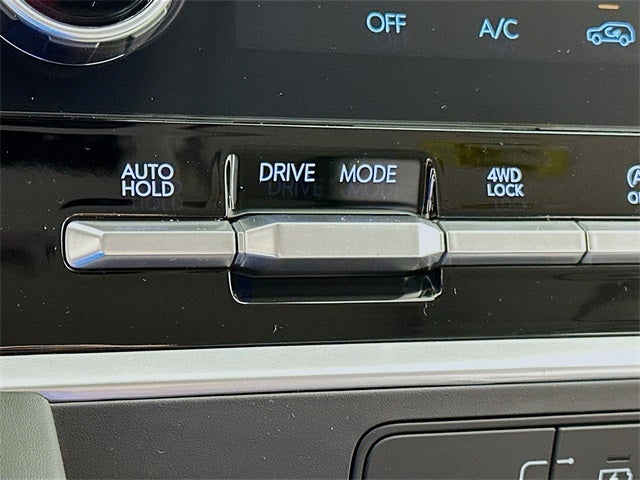 OFF A/C
AUTO
HOLD
DRIVE MODE
4WD
LOCK